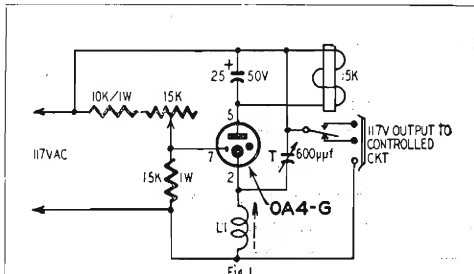 +
25 50V
10K/1W 15K
5K
5
117VAC
7
T
600µµf
117V OUTPUT TO
CONTROLLED
CKT
15K 1W
2
0A4-G
L1
Fig. 1